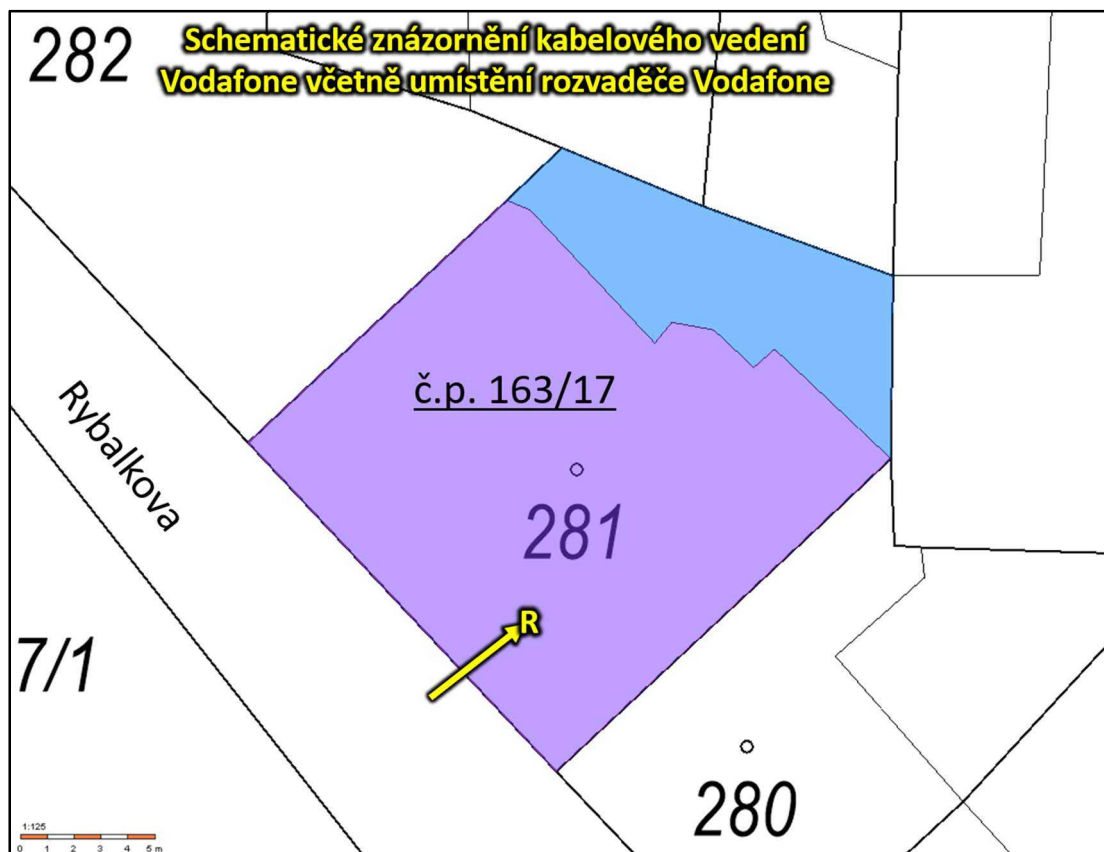 282
Schematické znázornění kabelového vedení
Vodafone včetně umístění rozvaděče Vodafone
č.p. 163/17
Rybalkova
281
R
7/1
280
1:125
0 1 2 3 4 5 m